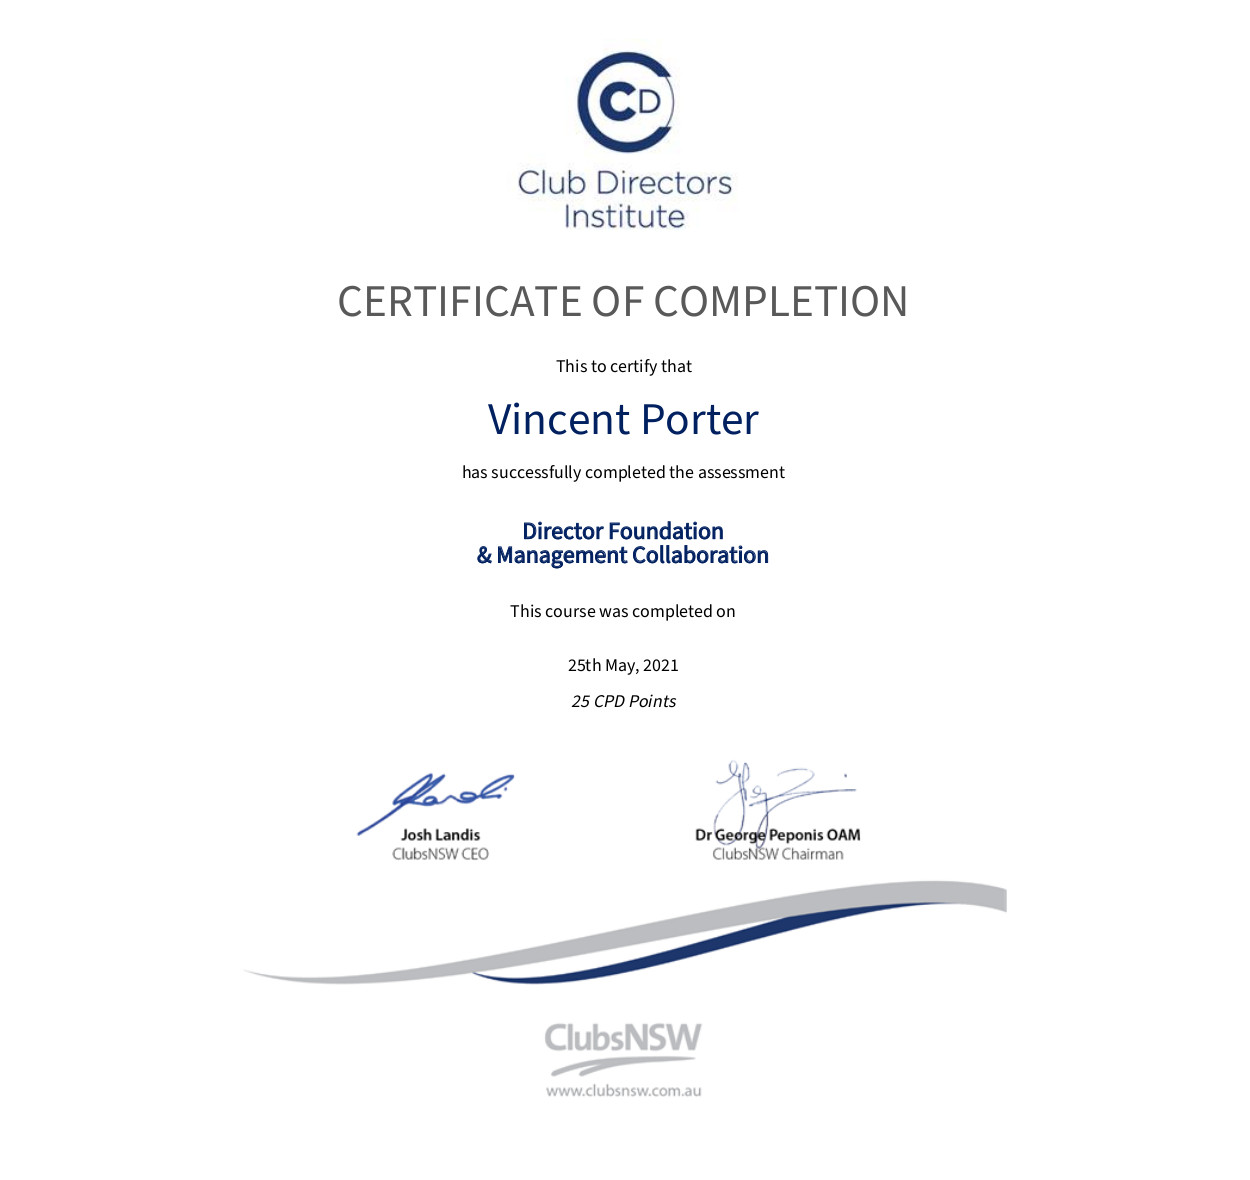 CD
Club Directors
Institute
CERTIFICATE OF COMPLETION
This to certify that
Vincent Porter
has successfully completed the assessment
Director Foundation
& Management Collaboration
This course was completed on
25th May, 2021
25 CPD Points
Josh Landis
ClubsNSW CEO
Dr George Peponis OAM
ClubsNSW Chairman
ClubsNSW
www.clubsnsw.com.au